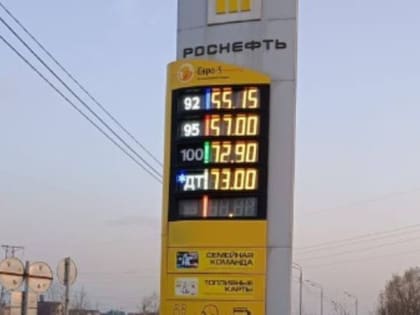 РОСНЕФТЬ
Евро-5
92 55.15
95 57.00
100 72.90
*ДТ 73.00
СЕМЕЙНАЯ
КОМАНДА
ТОПЛИВНЫЕ
КАРТЫ